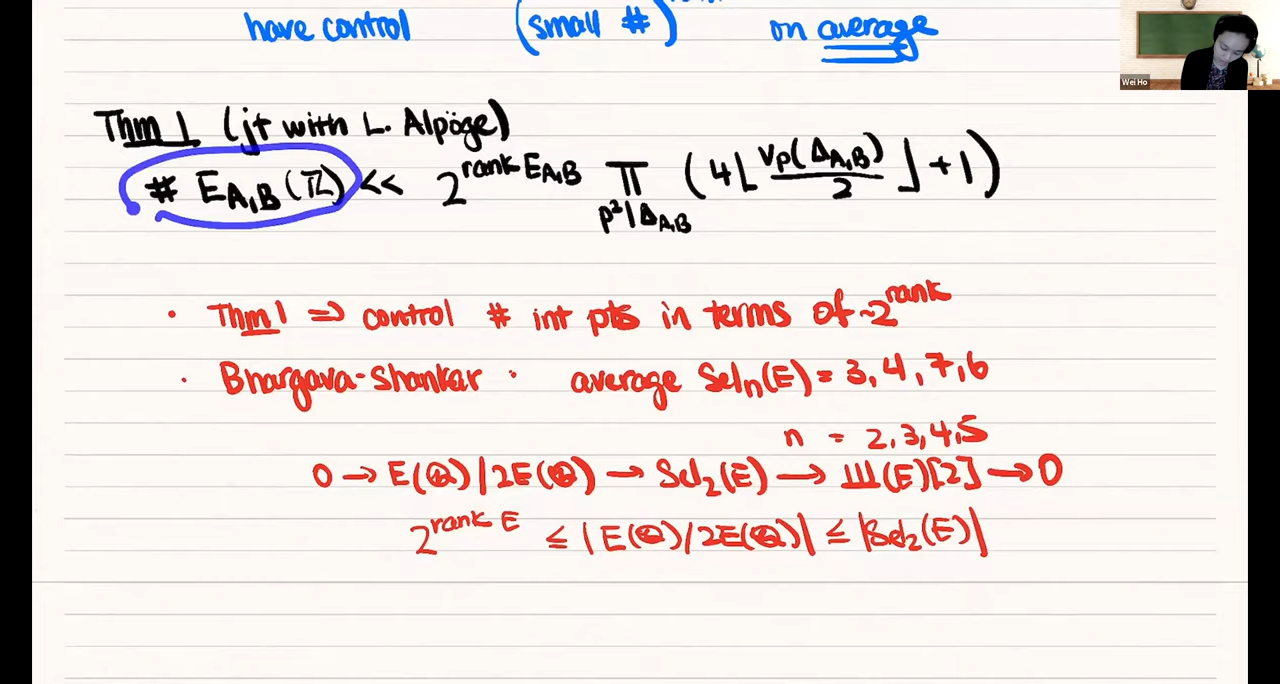 have control (small #) on average
Wei Ho
Thm 1 (jt with L. Alpöge)
# E_{A,B}(ℤ) << 2^{rank E_{A,B}} ∏_{p²|Δ_{A,B}} (4⌊v_p(Δ_{A,B})/2⌋ + 1)
· Thm 1 ⇒ control # int pts in terms of ~2^{rank}
· Bhargava-Shankar : average Sel_n(E) = 3, 4, 7, 6
n = 2, 3, 4, 5
0 → E(ℚ)/2E(ℚ) → Sel_2(E) → Ш(E)[2] → 0
2^{rank E} ≤ |E(ℚ)/2E(ℚ)| ≤ |Sel_2(E)|